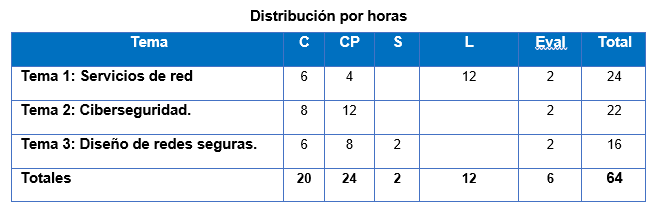 Distribución por horas
Tema C CP S L Eval Total
Tema 1: Servicios de red 6 4 12 2 24
Tema 2: Ciberseguridad. 8 12 2 22
Tema 3: Diseño de redes seguras. 6 8 2 2 16
Totales 20 24 2 12 6 64